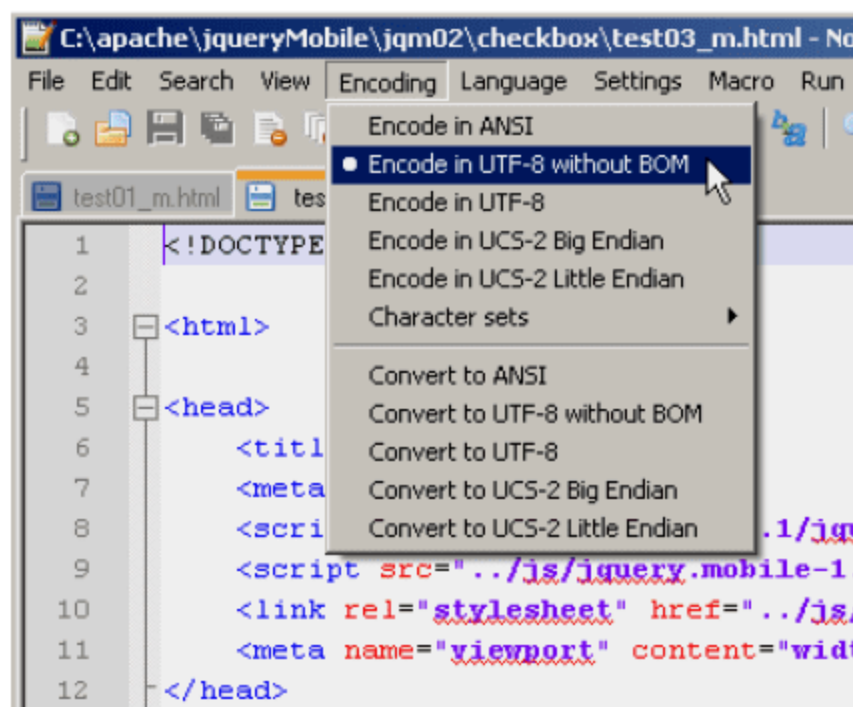 C:\apache\jqueryMobile\jqm02\checkbox\test03_m.html - No
File Edit Search View Encoding Language Settings Macro Run
Encode in ANSI
Encode in UTF-8 without BOM
Encode in UTF-8
Encode in UCS-2 Big Endian
Encode in UCS-2 Little Endian
Character sets
Convert to ANSI
Convert to UTF-8 without BOM
Convert to UTF-8
Convert to UCS-2 Big Endian
Convert to UCS-2 Little Endian
test01_m.html tes
1 <!DOCTYPE
2
3 <html>
4
5 <head>
6 <titl
7 <meta
8 <scri .1/jqu
9 <script src="../js/jquery.mobile-1
10 <link rel="stylesheet" href="../js/
11 <meta name="viewport" content="widt
12 </head>